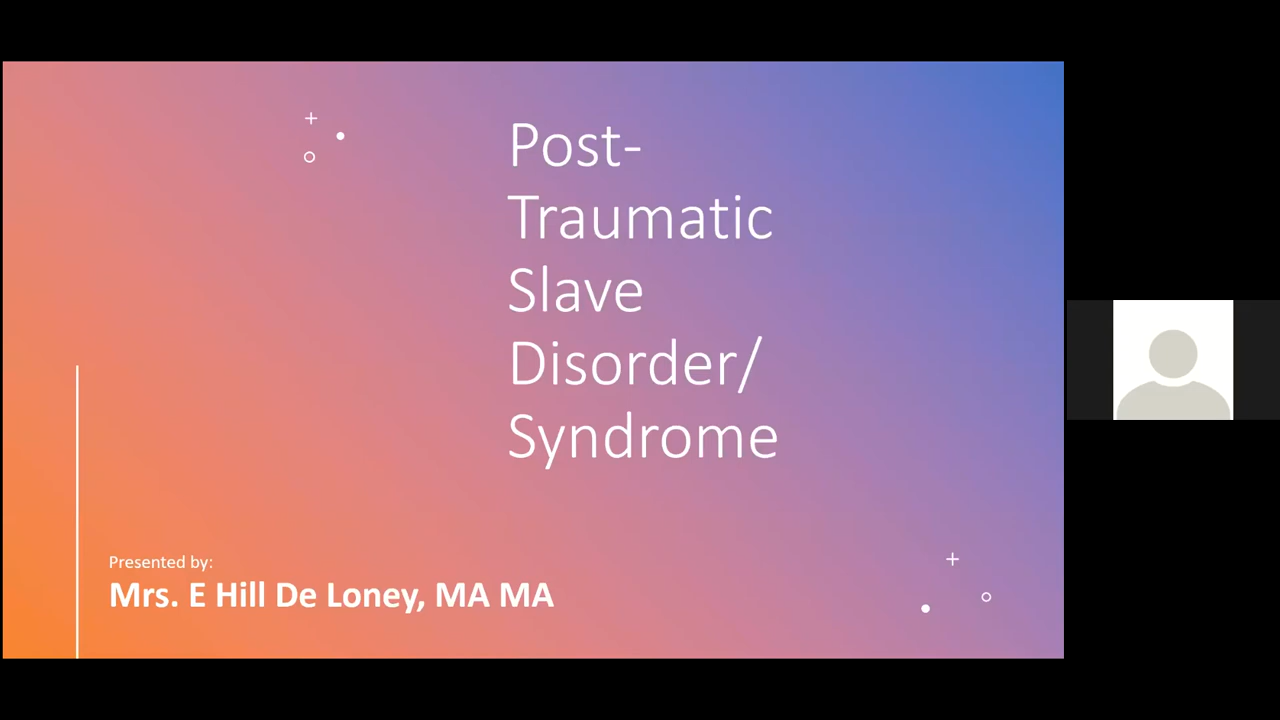 Post-
Traumatic
Slave
Disorder/
Syndrome
Presented by:
Mrs. E Hill De Loney, MA MA